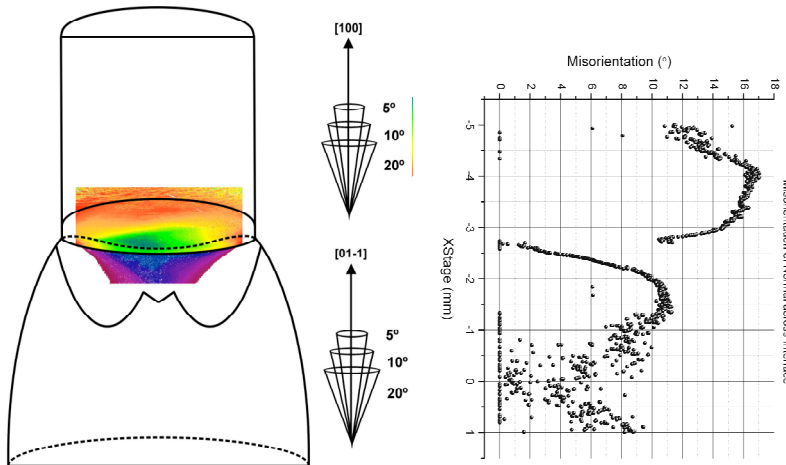 [100]
5º
10º
20º
[01-1]
5º
10º
20º
Misorientation (º)
0 2 4 6 8 10 12 14 16 18
-5
-4
-3
-2
-1
0
1
XStage (mm)